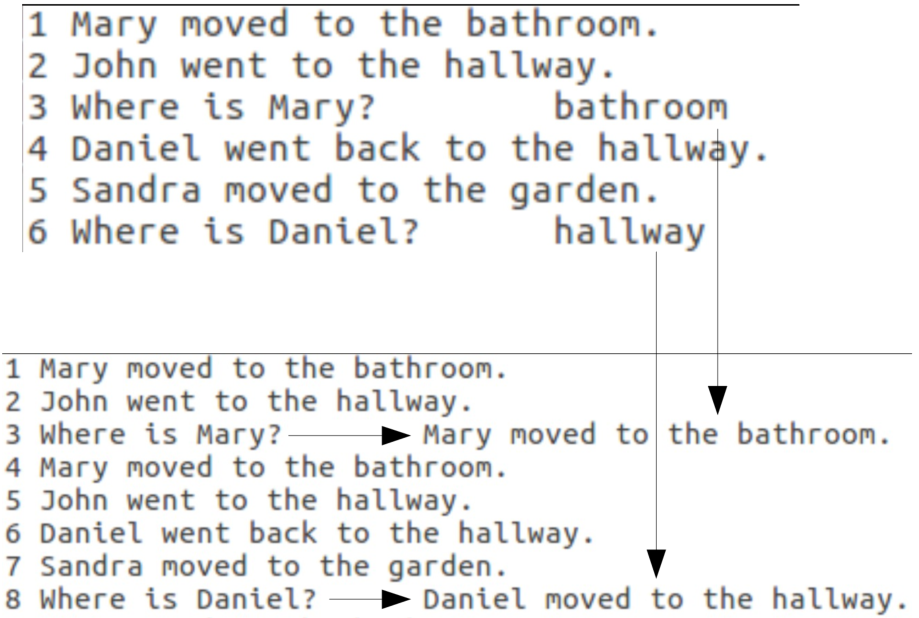 1 Mary moved to the bathroom.
2 John went to the hallway.
3 Where is Mary? bathroom
4 Daniel went back to the hallway.
5 Sandra moved to the garden.
6 Where is Daniel? hallway
1 Mary moved to the bathroom.
2 John went to the hallway.
3 Where is Mary? Mary moved to the bathroom.
4 Mary moved to the bathroom.
5 John went to the hallway.
6 Daniel went back to the hallway.
7 Sandra moved to the garden.
8 Where is Daniel? Daniel moved to the hallway.